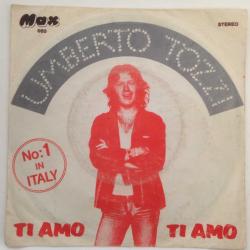 Max
STEREO
UMBERTO TOZZI
No:1
IN
ITALY
TI AMO TI AMO